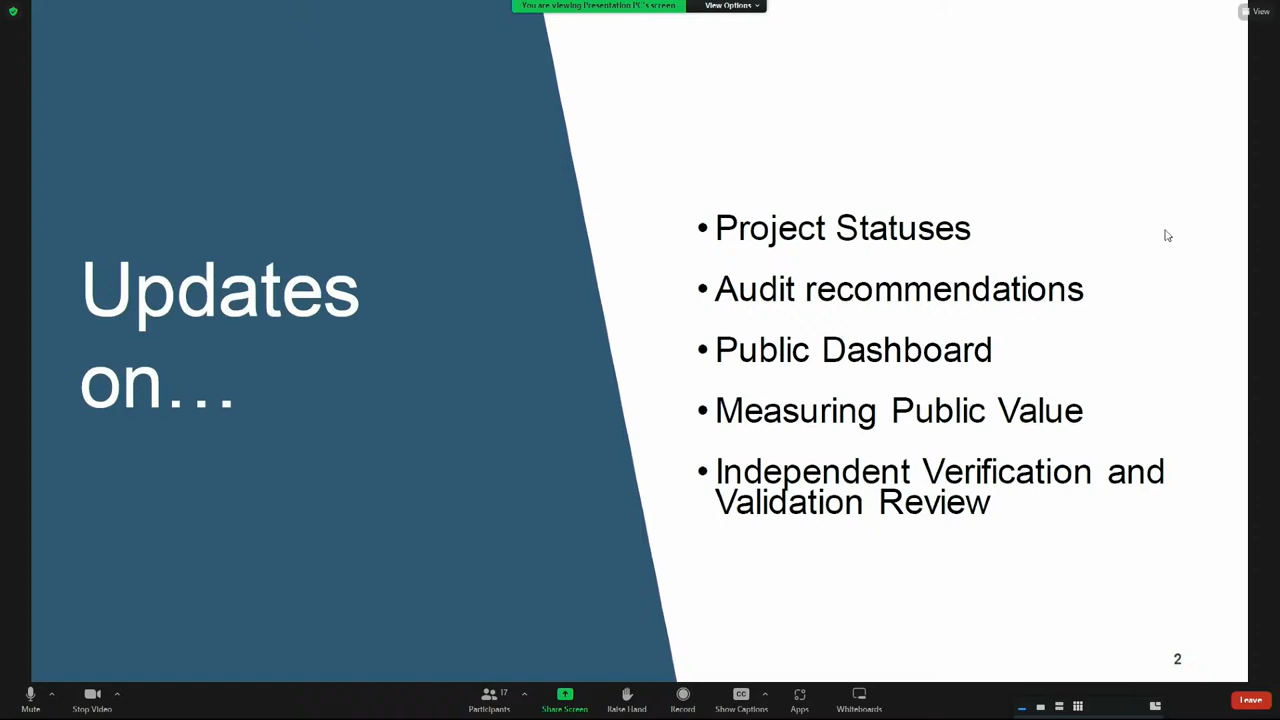 You are viewing Presentation PC's screen
View Options
View
Updates
on…
• Project Statuses
• Audit recommendations
• Public Dashboard
• Measuring Public Value
• Independent Verification and
Validation Review
2
Mute
Stop Video
17
Participants
Share Screen
Raise Hand
Record
CC
Show Captions
Apps
Whiteboards
Leave